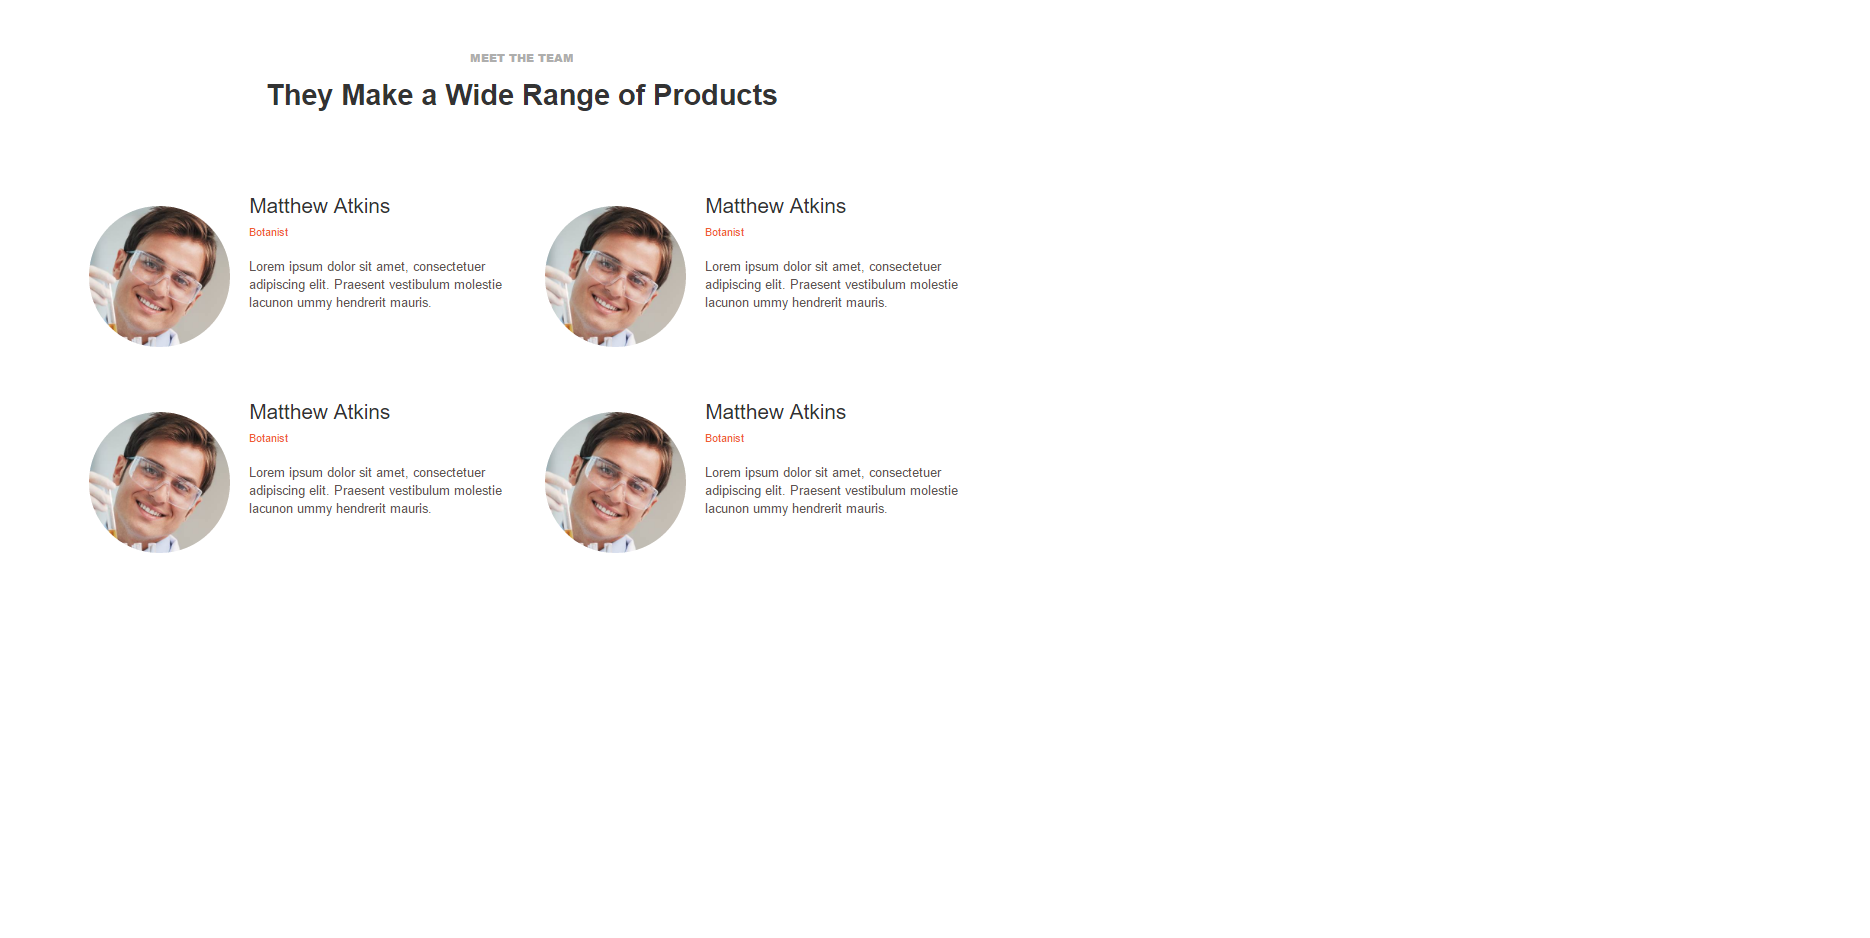 MEET THE TEAM
They Make a Wide Range of Products
Matthew Atkins
Botanist
Lorem ipsum dolor sit amet, consectetuer
adipiscing elit. Praesent vestibulum molestie
lacunon ummy hendrerit mauris.
Matthew Atkins
Botanist
Lorem ipsum dolor sit amet, consectetuer
adipiscing elit. Praesent vestibulum molestie
lacunon ummy hendrerit mauris.
Matthew Atkins
Botanist
Lorem ipsum dolor sit amet, consectetuer
adipiscing elit. Praesent vestibulum molestie
lacunon ummy hendrerit mauris.
Matthew Atkins
Botanist
Lorem ipsum dolor sit amet, consectetuer
adipiscing elit. Praesent vestibulum molestie
lacunon ummy hendrerit mauris.